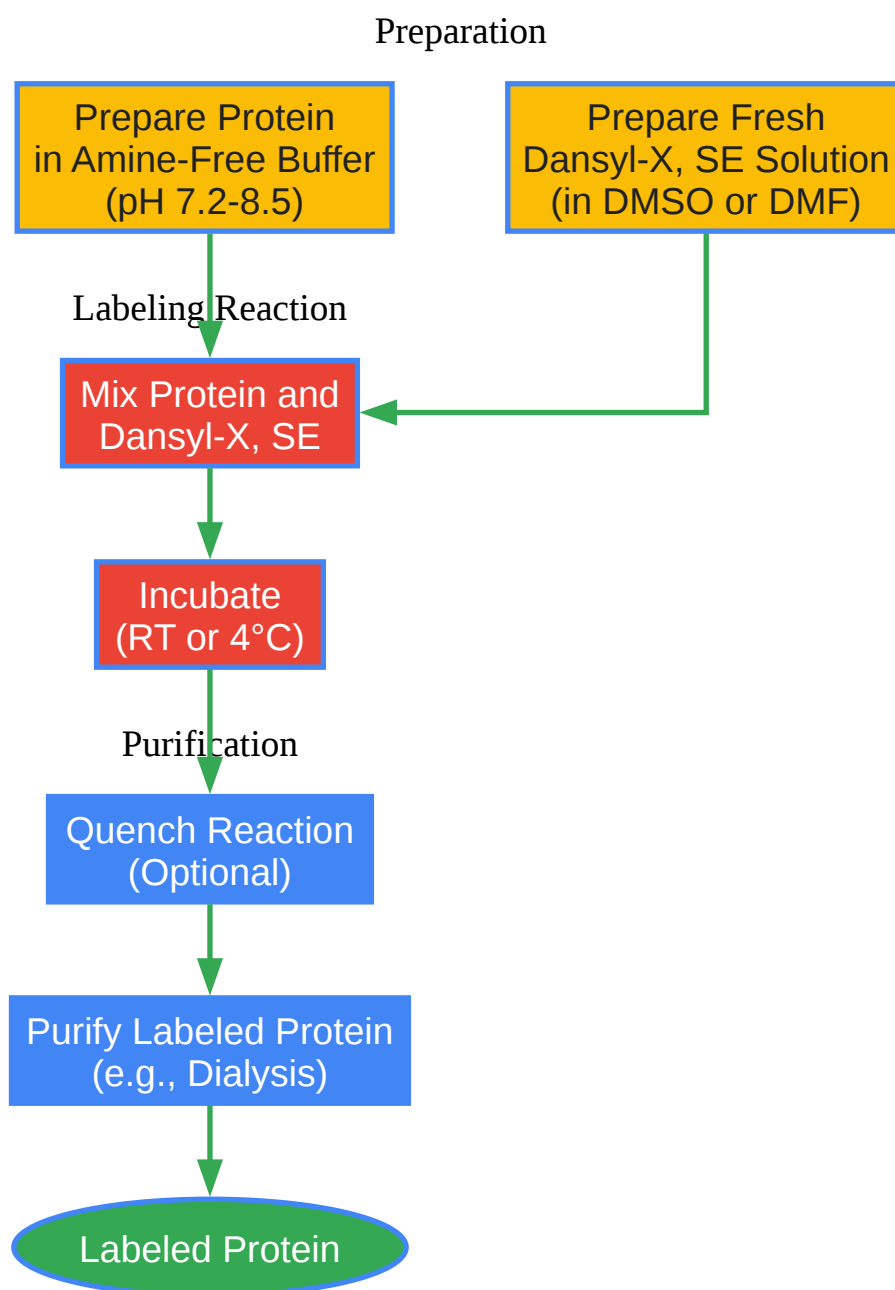 Preparation
Prepare Protein
in Amine-Free Buffer
(pH 7.2-8.5)
Prepare Fresh
Dansyl-X, SE Solution
(in DMSO or DMF)
Labeling Reaction
Mix Protein and
Dansyl-X, SE
Incubate
(RT or 4°C)
Purification
Quench Reaction
(Optional)
Purify Labeled Protein
(e.g., Dialysis)
Labeled Protein